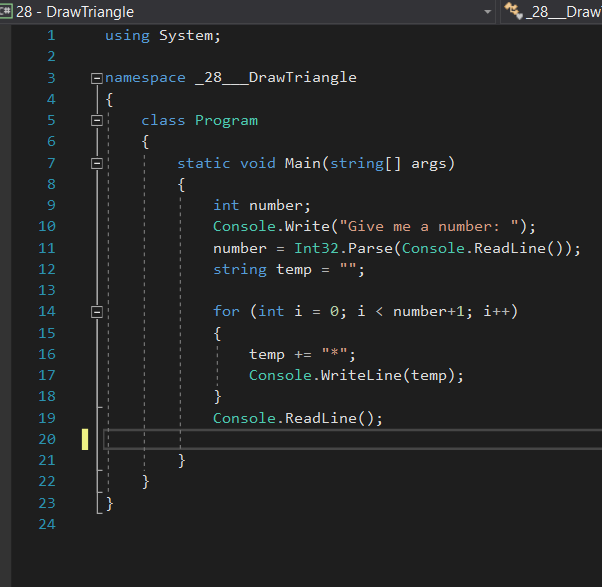 C# 28 - DrawTriangle _28___Draw
1 using System;
2
3 namespace _28___DrawTriangle
4 {
5 class Program
6 {
7 static void Main(string[] args)
8 {
9 int number;
10 Console.Write("Give me a number: ");
11 number = Int32.Parse(Console.ReadLine());
12 string temp = "";
13
14 for (int i = 0; i < number+1; i++)
15 {
16 temp += "*";
17 Console.WriteLine(temp);
18 }
19 Console.ReadLine();
20
21 }
22 }
23 }
24